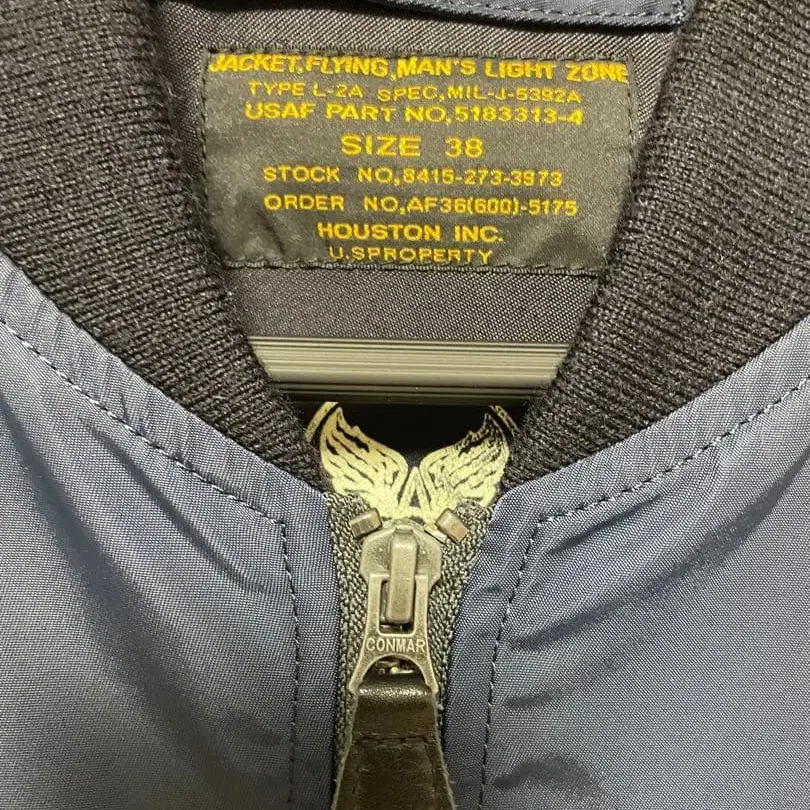 JACKET,FLYING,MAN'S LIGHT ZONE
TYPE L-2A SPEC,MIL-J-5392A
USAF PART NO,5183313-4
SIZE 38
STOCK NO,8415-273-3973
ORDER NO,AF36(600)-5175
HOUSTON INC.
U.SPROPERTY
CONMAR